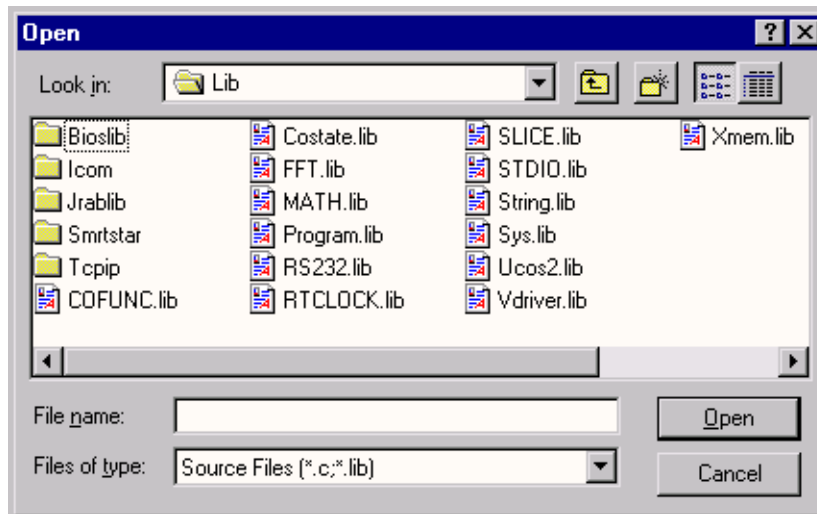 Open
Look in: Lib
Bioslib Costate.lib SLICE.lib Xmem.lib
Icom FFT.lib STDIO.lib
Jrablib MATH.lib String.lib
Smrtstar Program.lib Sys.lib
Tcpip RS232.lib Ucos2.lib
COFUNC.lib RTCLOCK.lib Vdriver.lib
File name: Open
Files of type: Source Files (*.c;*.lib) Cancel